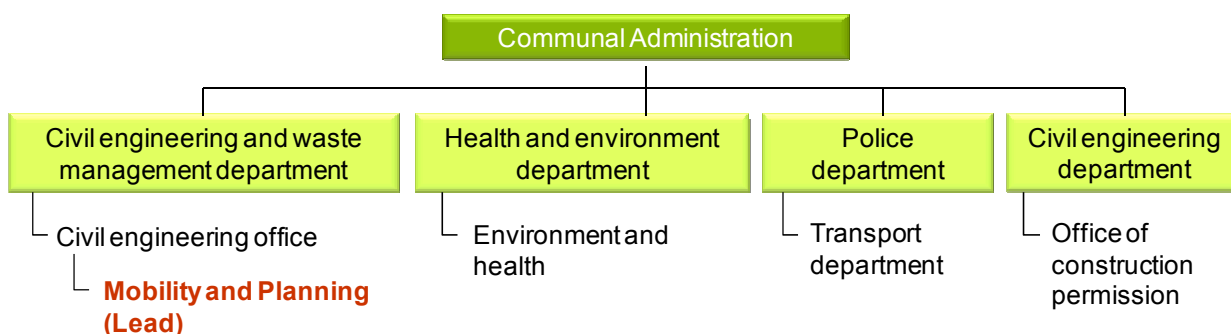 Communal Administration
Civil engineering and waste
management department
Health and environment
department
Police
department
Civil engineering
department
Civil engineering office
Mobility and Planning
(Lead)
Environment and
health
Transport
department
Office of
construction
permission